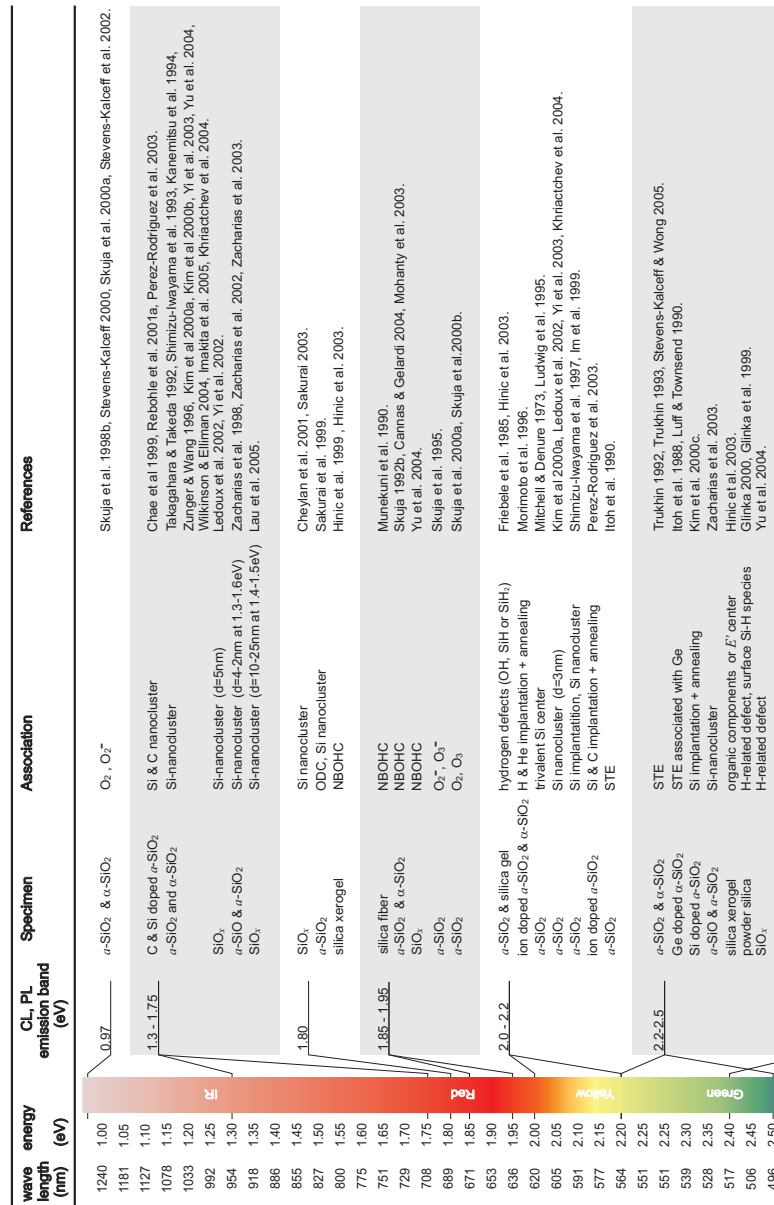 wave length (nm) energy (eV) CL, PL emission band (eV) Specimen Association References
1240 1.00
1181 1.05
1127 1.10
1078 1.15
1033 1.20
992 1.25
954 1.30
918 1.35
886 1.40
855 1.45
827 1.50
800 1.55
775 1.60
751 1.65
729 1.70
708 1.75
689 1.80
671 1.85
653 1.90
636 1.95
620 2.00
605 2.05
591 2.10
577 2.15
564 2.20
551 2.25
551 2.25
539 2.30
528 2.35
517 2.40
506 2.45
496 2.50
IR
Red
Yellow
Green
0.97 a-SiO₂ & α-SiO₂ O₂ , O₂⁻ Skuja et al. 1998b, Stevens-Kalceff 2000, Skuja et al. 2000a, Stevens-Kalceff et al. 2002.
1.3 - 1.75 C & Si doped a-SiO₂ Si & C nanocluster Chae et al 1999, Rebohle et al. 2001a, Perez-Rodriguez et al. 2003.
a-SiO₂ and α-SiO₂ Si-nanocluster Takagahara & Takeda 1992, Shimizu-Iwayama et al. 1993, Kanemitsu et al. 1994,
Zunger & Wang 1996, Kim et al 2000a, Kim et al 2000b, Yi et al. 2003, Yu et al. 2004,
Wilkinson & Elliman 2004, Imakita et al. 2005, Khriactchev et al. 2004.
SiOₓ Si-nanocluster (d=5nm) Ledoux et al. 2002, Yi et al. 2002.
a-SiO & a-SiO₂ Si-nanocluster (d=4-2nm at 1.3-1.6eV) Zacharias et al. 1998, Zacharias et al. 2002, Zacharias et al. 2003.
SiOₓ Si-nanocluster (d=10-25nm at 1.4-1.5eV) Lau et al. 2005.
1.80 SiOₓ Si nanocluster Cheylan et al. 2001, Sakurai 2003.
a-SiO₂ ODC, Si nanocluster Sakurai et al. 1999.
silica xerogel NBOHC Hinic et al. 1999 , Hinic et al. 2003.
1.85 - 1.95 silica fiber NBOHC Munekuni et al. 1990.
a-SiO₂ & α-SiO₂ NBOHC Skuja 1992b, Cannas & Gelardi 2004, Mohanty et al. 2003.
SiOₓ NBOHC Yu et al. 2004.
a-SiO₂ O₂⁻, O₃⁻ Skuja et al. 1995.
a-SiO₂ O₂, O₃ Skuja et al. 2000a, Skuja et al.2000b.
2.0 - 2.2 a-SiO₂ & silica gel hydrogen defects (OH, SiH or SiH₂) Friebele et al. 1985, Hinic et al. 2003.
ion doped a-SiO₂ & α-SiO₂ H & He implantation + annealing Morimoto et al. 1996.
a-SiO₂ trivalent Si center Mitchell & Denure 1973, Ludwig et al. 1995.
a-SiO₂ Si nanocluster (d=3nm) Kim et al 2000a, Ledoux et al. 2002, Yi et al. 2003, Khriactchev et al. 2004.
a-SiO₂ Si implantatition, Si nanocluster Shimizu-Iwayama et al. 1997, Im et al. 1999.
ion doped a-SiO₂ Si & C implantation + annealing Perez-Rodriguez et al. 2003.
a-SiO₂ STE Itoh et al. 1990.
2.2-2.5 a-SiO₂ & α-SiO₂ STE Trukhin 1992, Trukhin 1993, Stevens-Kalceff & Wong 2005.
Ge doped α-SiO₂ STE associated with Ge Itoh et al. 1988, Luff & Townsend 1990.
Si doped a-SiO₂ Si implantation + annealing Kim et al. 2000c.
a-SiO & a-SiO₂ Si-nanocluster Zacharias et al. 2003.
silica xerogel organic components or E' center Hinic et al. 2003.
powder silica H-related defect, surface Si-H species Glinka 2000, Glinka et al. 1999.
SiOₓ H-related defect Yu et al. 2004.